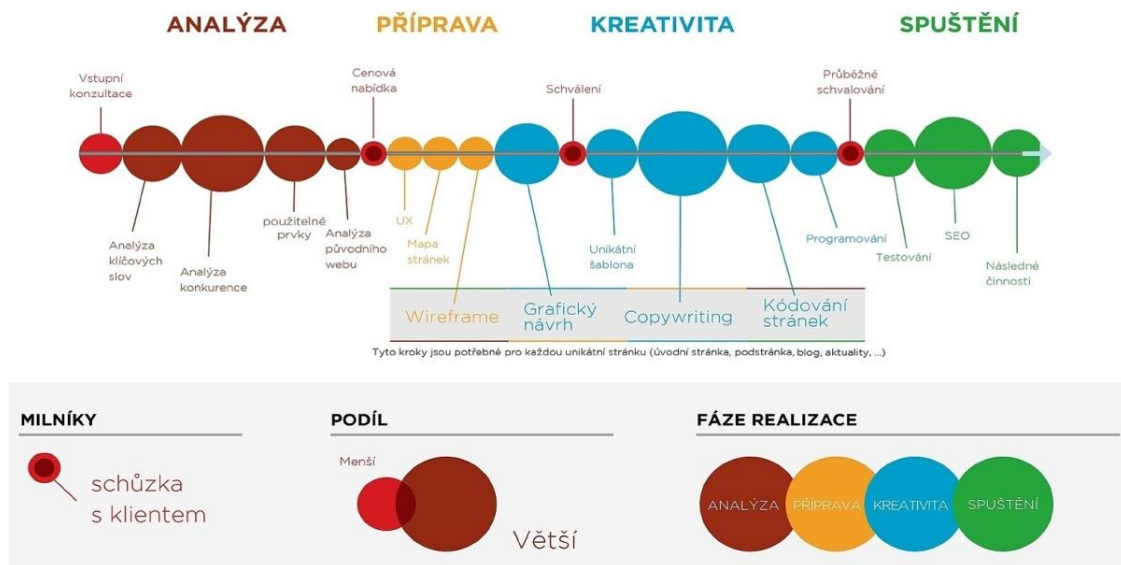 ANALÝZA
PŘÍPRAVA
KREATIVITA
SPUŠTĚNÍ
Vstupní
konzultace
Cenová
nabídka
Schválení
Průběžné
schvalování
Analýza
klíčových
slov
Analýza
konkurence
použitelné
prvky
Analýza
původního
webu
UX
Mapa
stránek
Unikátní
šablona
Programování
Testování
SEO
Následné
činnosti
Wireframe
Grafický
návrh
Copywriting
Kódování
stránek
Tyto kroky jsou potřebné pro každou unikátní stránku (úvodní stránka, podstránka, blog, aktuality, ...)
MILNÍKY
schůzka
s klientem
PODÍL
Menší
Větší
FÁZE REALIZACE
ANALÝZA
PŘÍPRAVA
KREATIVITA
SPUŠTĚNÍ